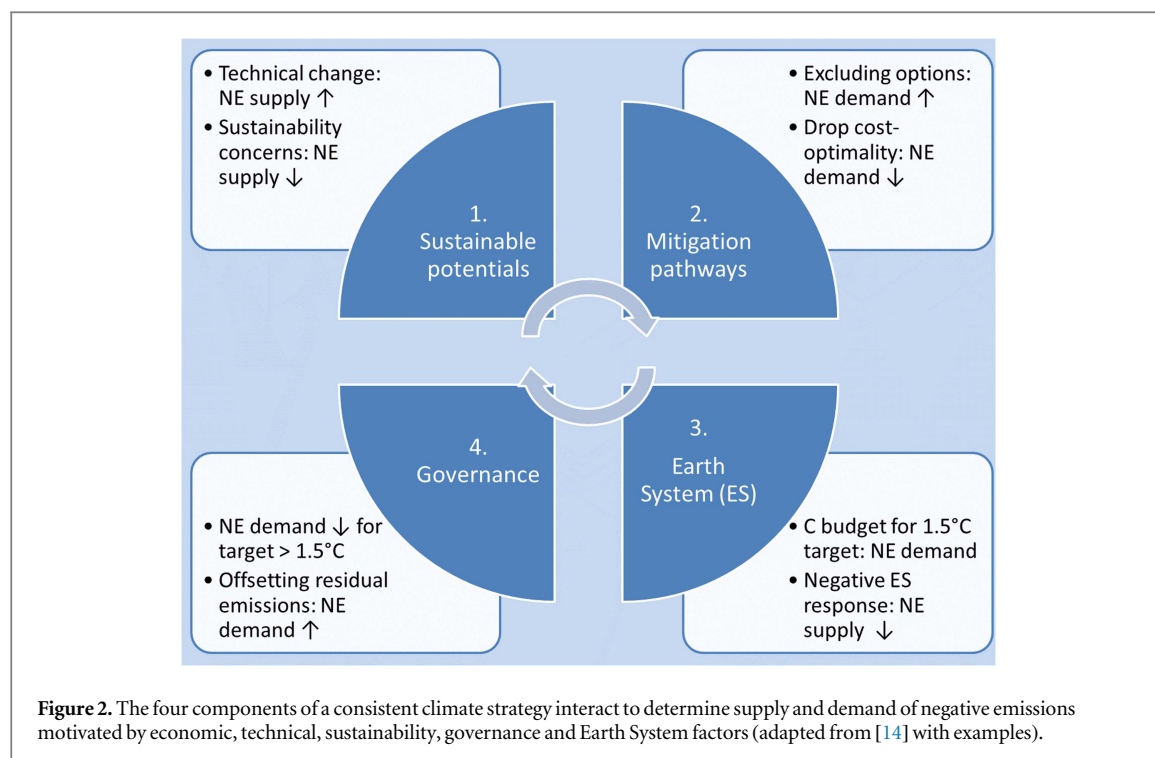 • Technical change:
NE supply ↑
• Sustainability
concerns: NE
supply ↓
• Excluding options:
NE demand ↑
• Drop cost-
optimality: NE
demand ↓
1.
Sustainable
potentials
2.
Mitigation
pathways
4.
Governance
3.
Earth
System (ES)
• NE demand ↓ for
target > 1.5°C
• Offsetting residual
emissions: NE
demand ↑
• C budget for 1.5°C
target: NE demand
• Negative ES
response: NE
supply ↓
Figure 2. The four components of a consistent climate strategy interact to determine supply and demand of negative emissions
motivated by economic, technical, sustainability, governance and Earth System factors (adapted from [14] with examples).